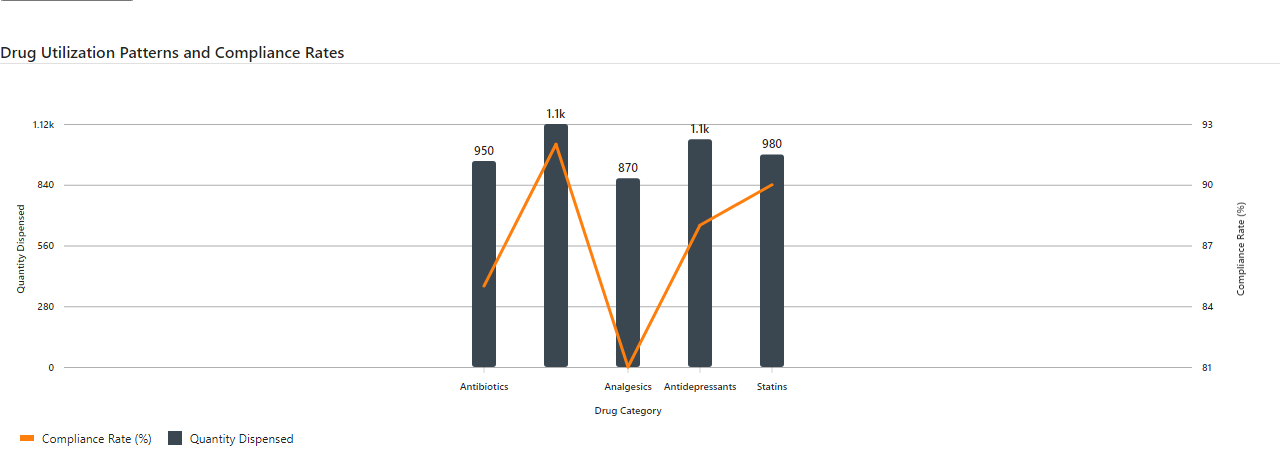 Drug Utilization Patterns and Compliance Rates
1.1k
1.12k
93
1.1k
950
980
870
840
90
Quantity Dispensed
Compliance Rate (%)
560
87
280
84
0
81
Antibiotics
Analgesics
Antidepressants
Statins
Drug Category
Compliance Rate (%)
Quantity Dispensed